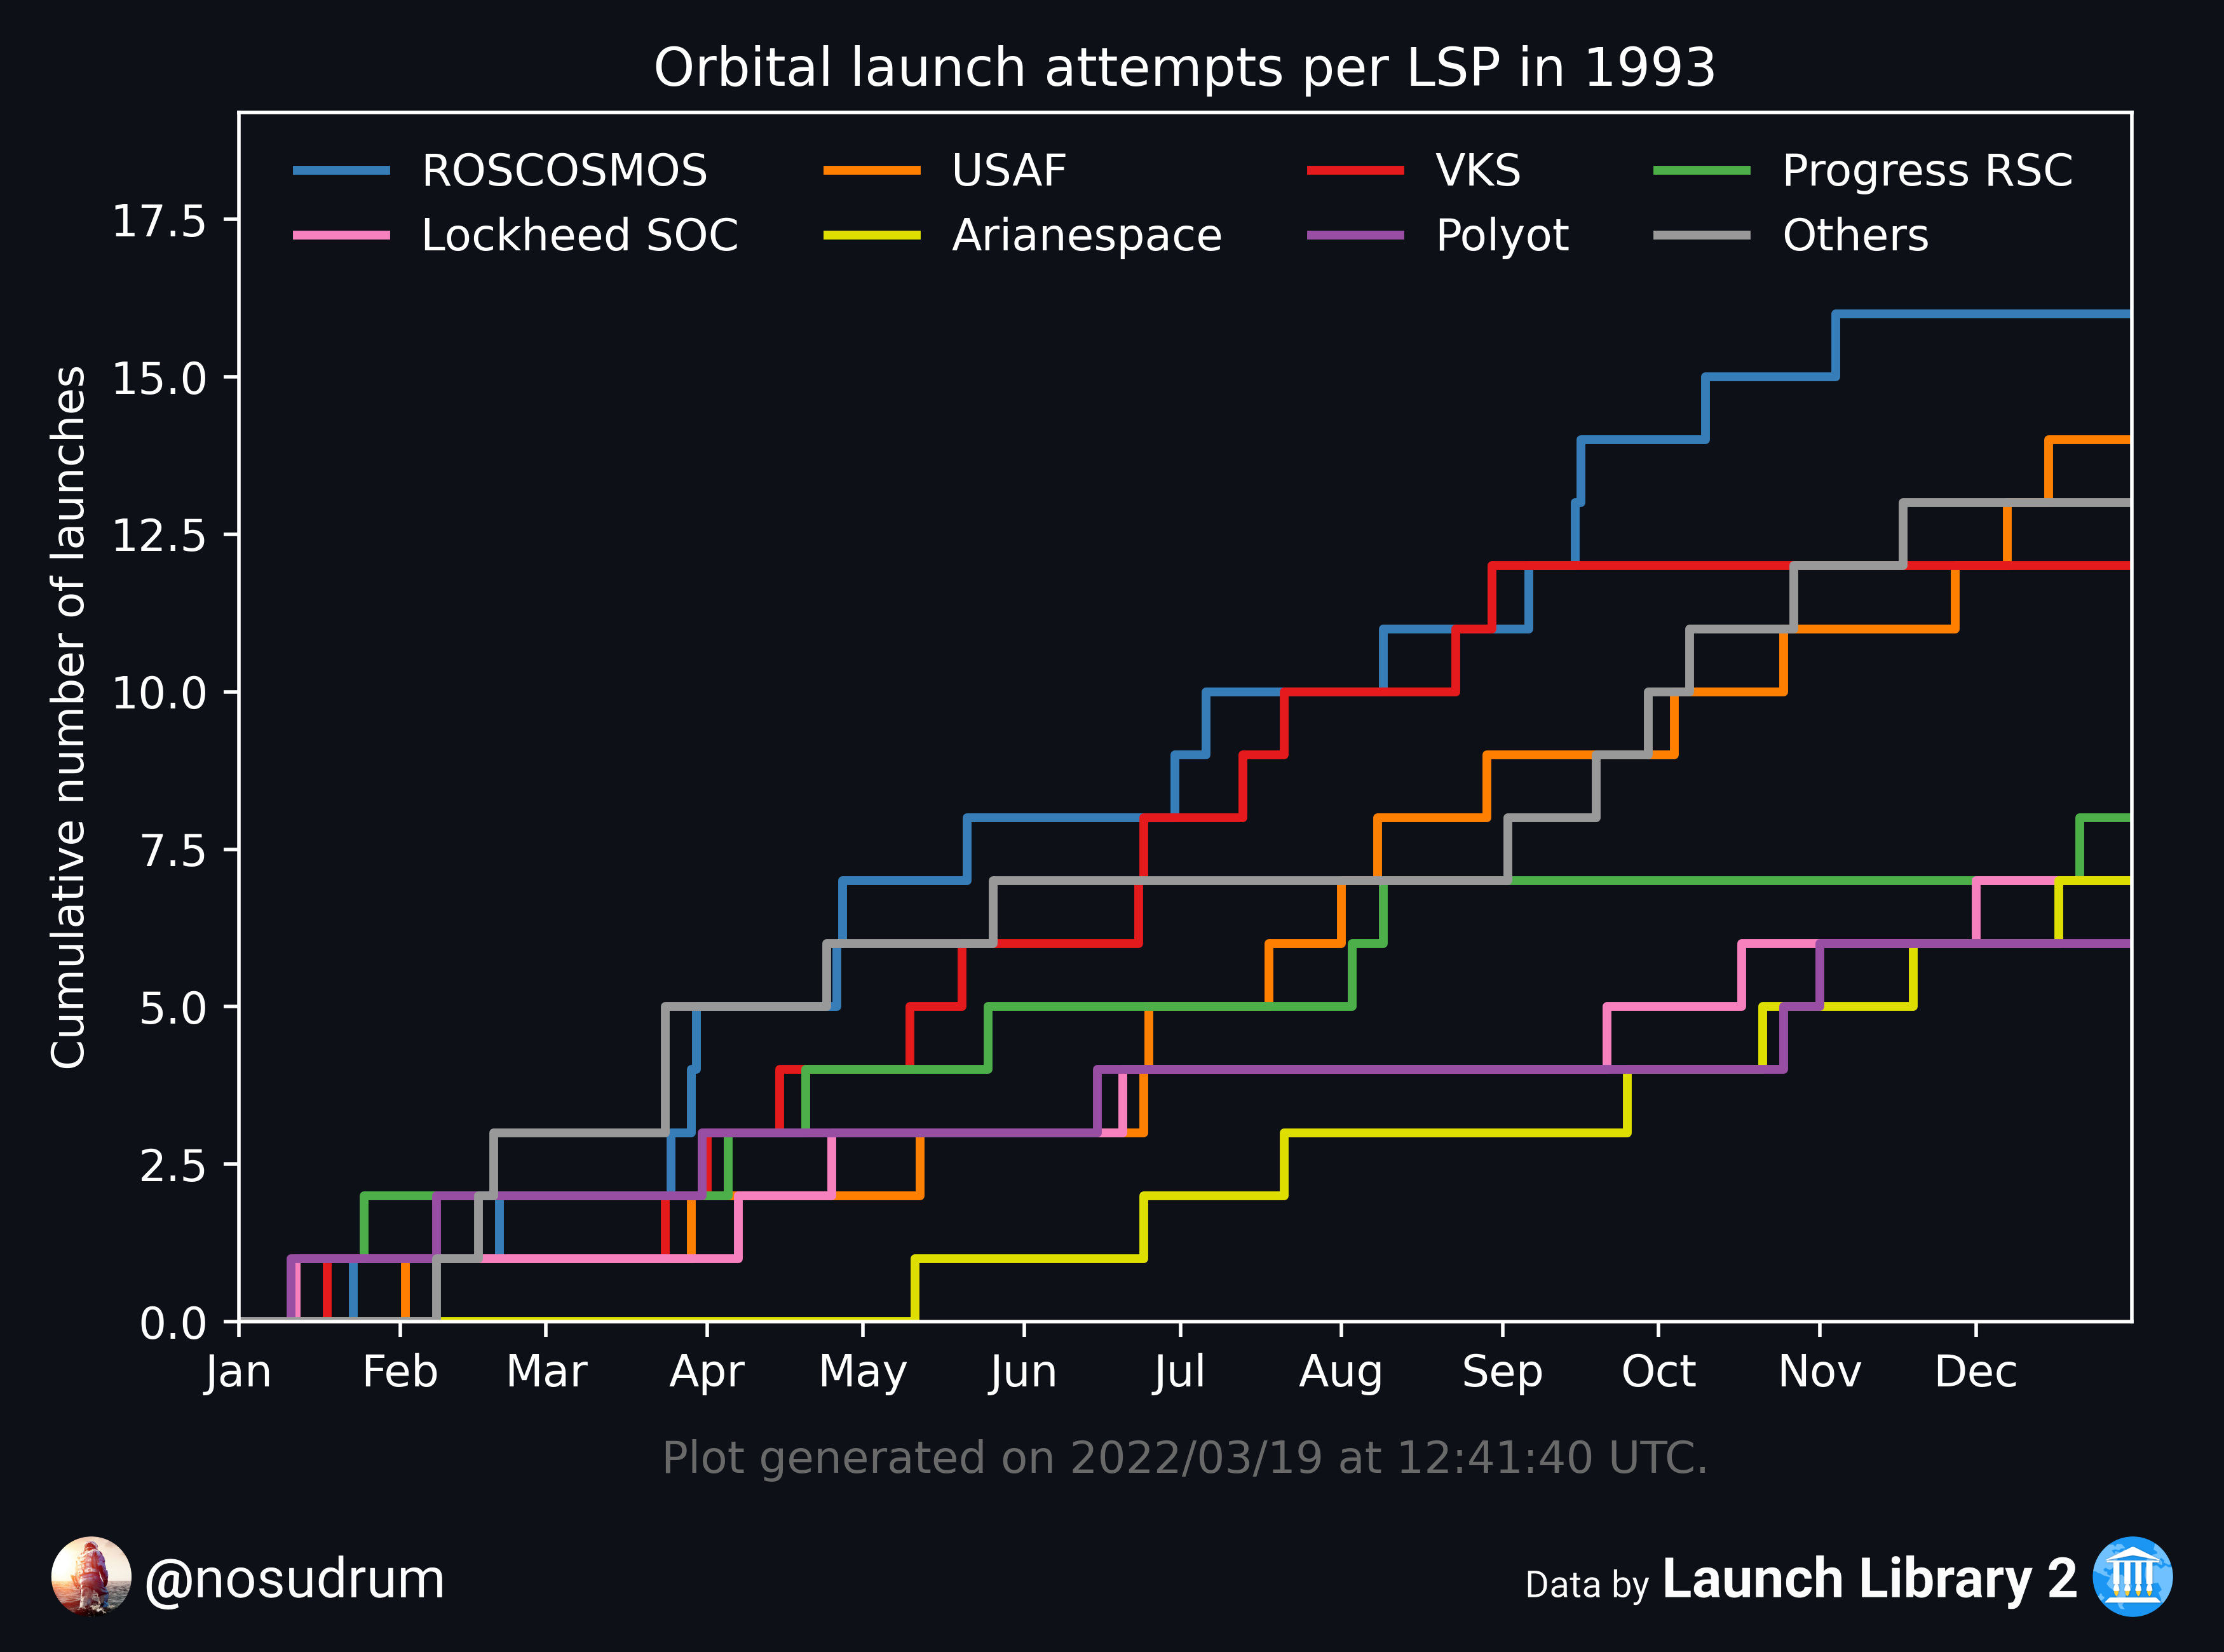 Orbital launch attempts per LSP in 1993
ROSCOSMOS USAF VKS Progress RSC
Lockheed SOC Arianespace Polyot Others
Cumulative number of launches
17.5
15.0
12.5
10.0
7.5
5.0
2.5
0.0
Jan Feb Mar Apr May Jun Jul Aug Sep Oct Nov Dec
Plot generated on 2022/03/19 at 12:41:40 UTC.
@nosudrum
Data by Launch Library 2